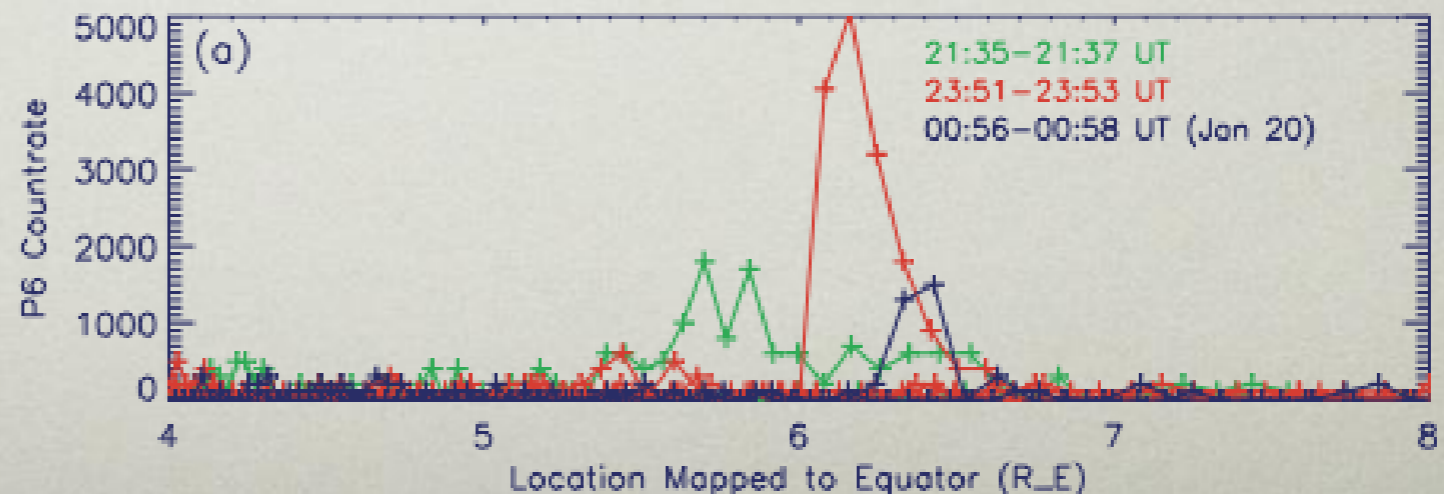 (a)
21:35-21:37 UT
23:51-23:53 UT
00:56-00:58 UT (Jan 20)
P6 Countrate
5000
4000
3000
2000
1000
0
4 5 6 7 8
Location Mapped to Equator (R_E)